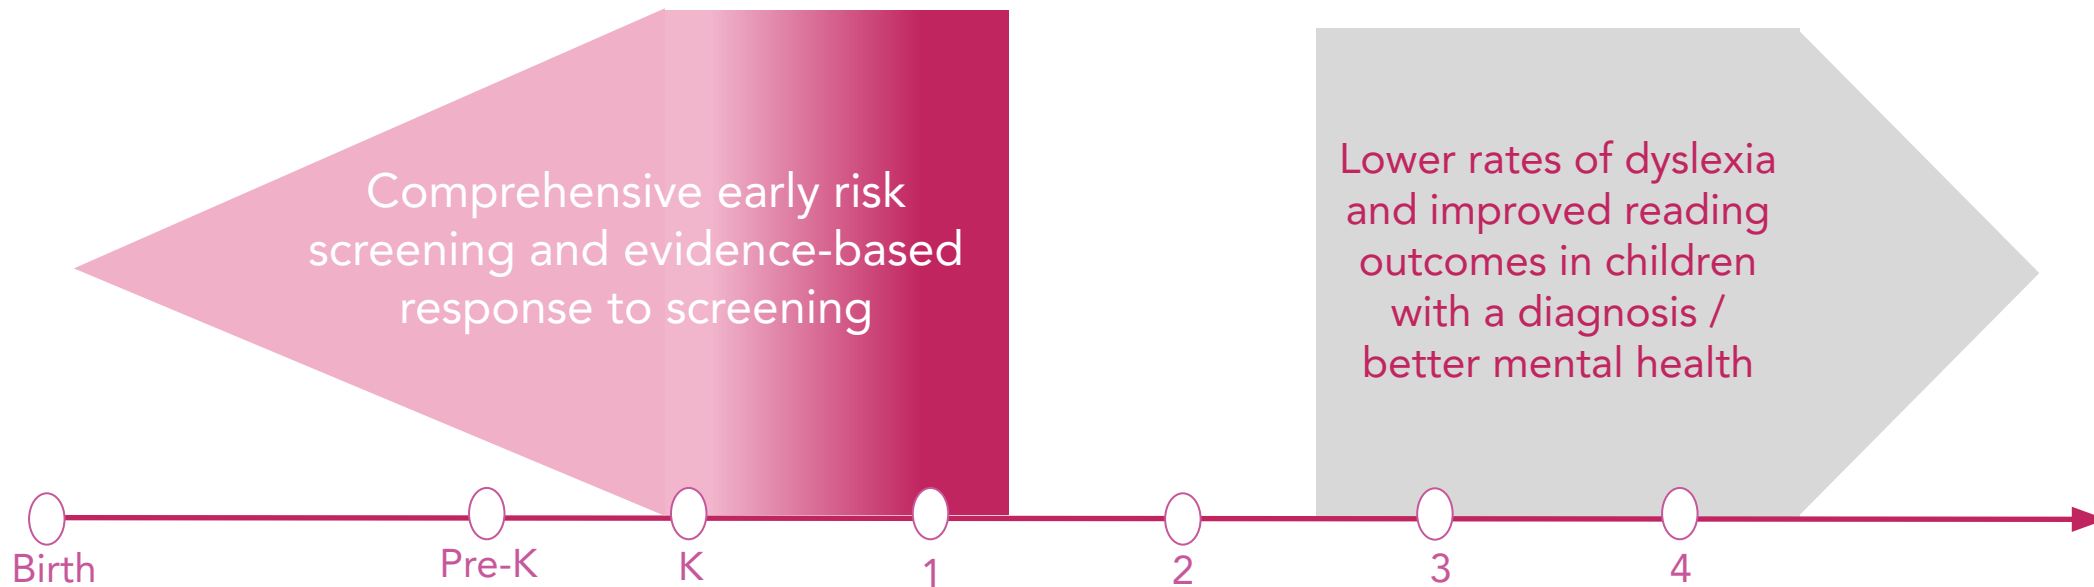 Comprehensive early risk
screening and evidence-based
response to screening
Lower rates of dyslexia
and improved reading
outcomes in children
with a diagnosis /
better mental health
Birth
Pre-K
K
1
2
3
4